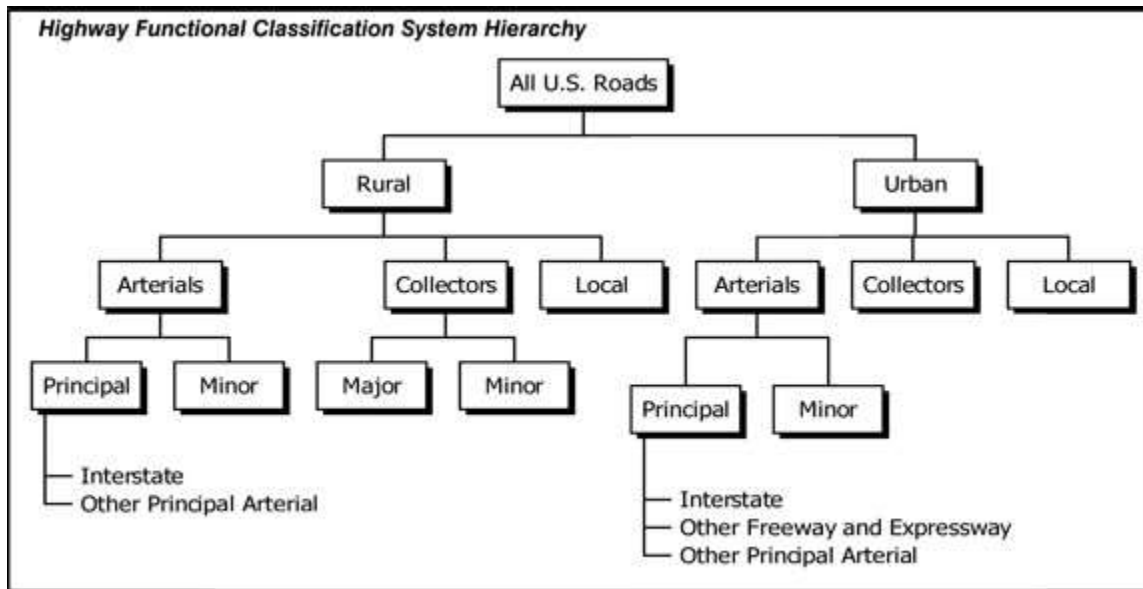 Highway Functional Classification System Hierarchy
All U.S. Roads
Rural
Urban
Arterials
Collectors
Local
Arterials
Collectors
Local
Principal
Minor
Major
Minor
Principal
Minor
Interstate
Other Principal Arterial
Interstate
Other Freeway and Expressway
Other Principal Arterial